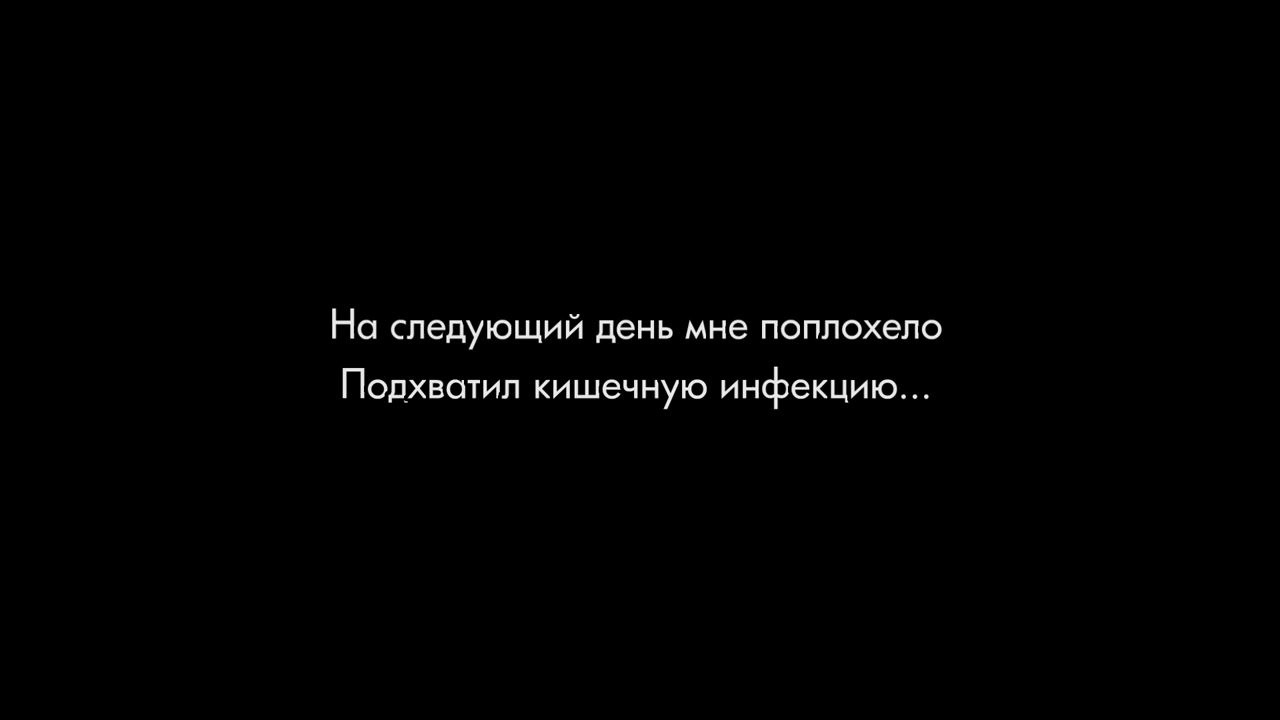 На следующий день мне поплохело
Подхватил кишечную инфекцию...